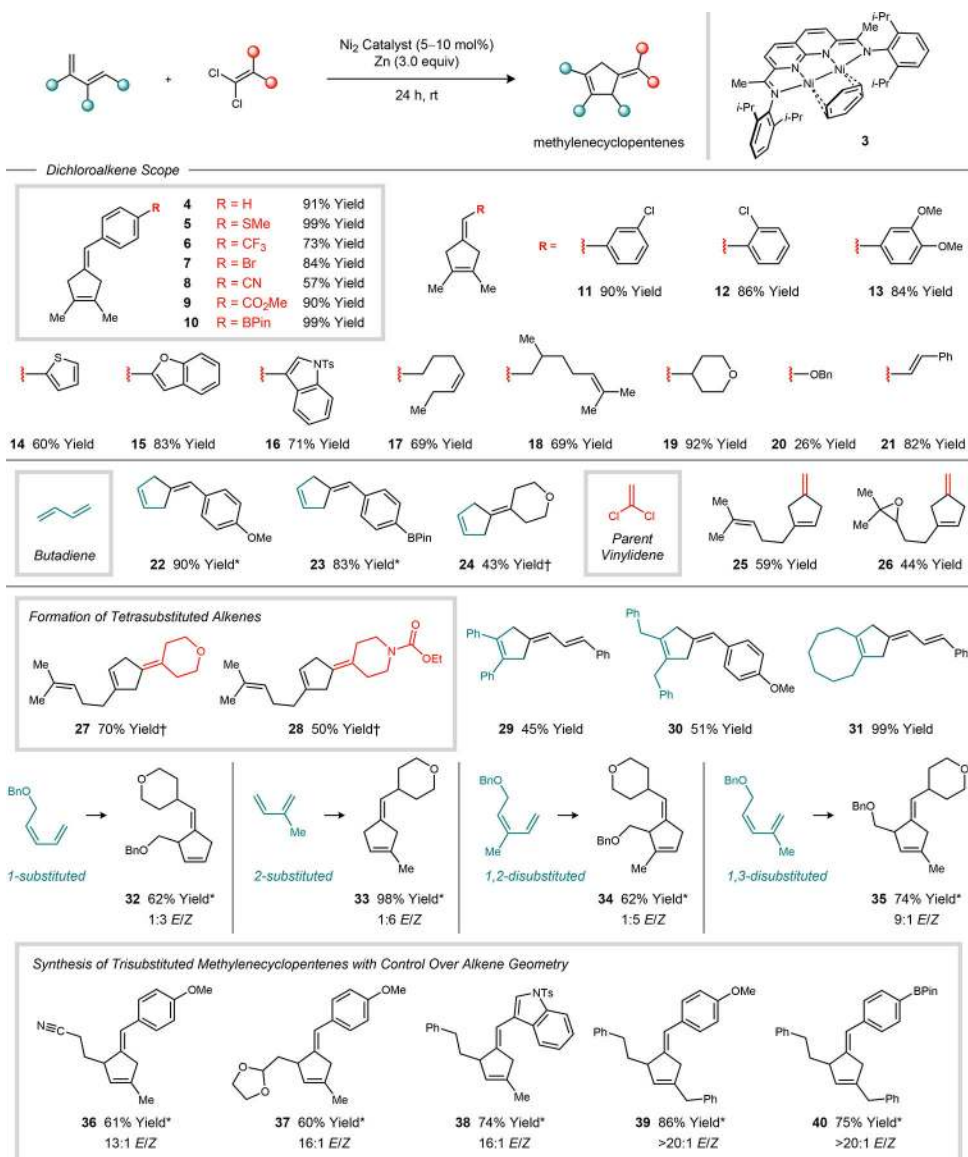 Ni2 Catalyst (5–10 mol%)
Zn (3.0 equiv)
24 h, rt
+
Cl
Cl
methylenecyclopentenes
i-Pr
Me
N
N
N
N
Ni
Ni
i-Pr
Me
i-Pr
i-Pr
3
Dichloroalkene Scope
R
Me
Me
4 R = H 91% Yield
5 R = SMe 99% Yield
6 R = CF3 73% Yield
7 R = Br 84% Yield
8 R = CN 57% Yield
9 R = CO2Me 90% Yield
10 R = BPin 99% Yield
R
Me
Me
R =
Cl
11 90% Yield
Cl
12 86% Yield
OMe
OMe
13 84% Yield
S
14 60% Yield
O
15 83% Yield
NTs
16 71% Yield
Me
17 69% Yield
Me
Me
Me
18 69% Yield
O
19 92% Yield
OBn
20 26% Yield
Ph
21 82% Yield
Butadiene
OMe
22 90% Yield*
BPin
23 83% Yield*
O
24 43% Yield†
Cl
Cl
Parent
Vinylidene
Me
Me
25 59% Yield
Me
Me
O
26 44% Yield
Formation of Tetrasubstituted Alkenes
Me
Me
O
27 70% Yield†
Me
Me
N
O
OEt
28 50% Yield†
Ph
Ph
Ph
29 45% Yield
Ph
Ph
OMe
30 51% Yield
Ph
31 99% Yield
BnO
1-substituted
O
BnO
32 62% Yield*
1:3 E/Z
Me
2-substituted
O
Me
33 98% Yield*
1:6 E/Z
BnO
Me
1,2-disubstituted
O
BnO
Me
34 62% Yield*
1:5 E/Z
BnO
Me
1,3-disubstituted
O
BnO
Me
35 74% Yield*
9:1 E/Z
Synthesis of Trisubstituted Methylenecyclopentenes with Control Over Alkene Geometry
OMe
N
Me
36 61% Yield*
13:1 E/Z
OMe
O
O
Me
37 60% Yield*
16:1 E/Z
NTs
Ph
Me
38 74% Yield*
16:1 E/Z
OMe
Ph
Ph
39 86% Yield*
>20:1 E/Z
BPin
Ph
Ph
40 75% Yield*
>20:1 E/Z